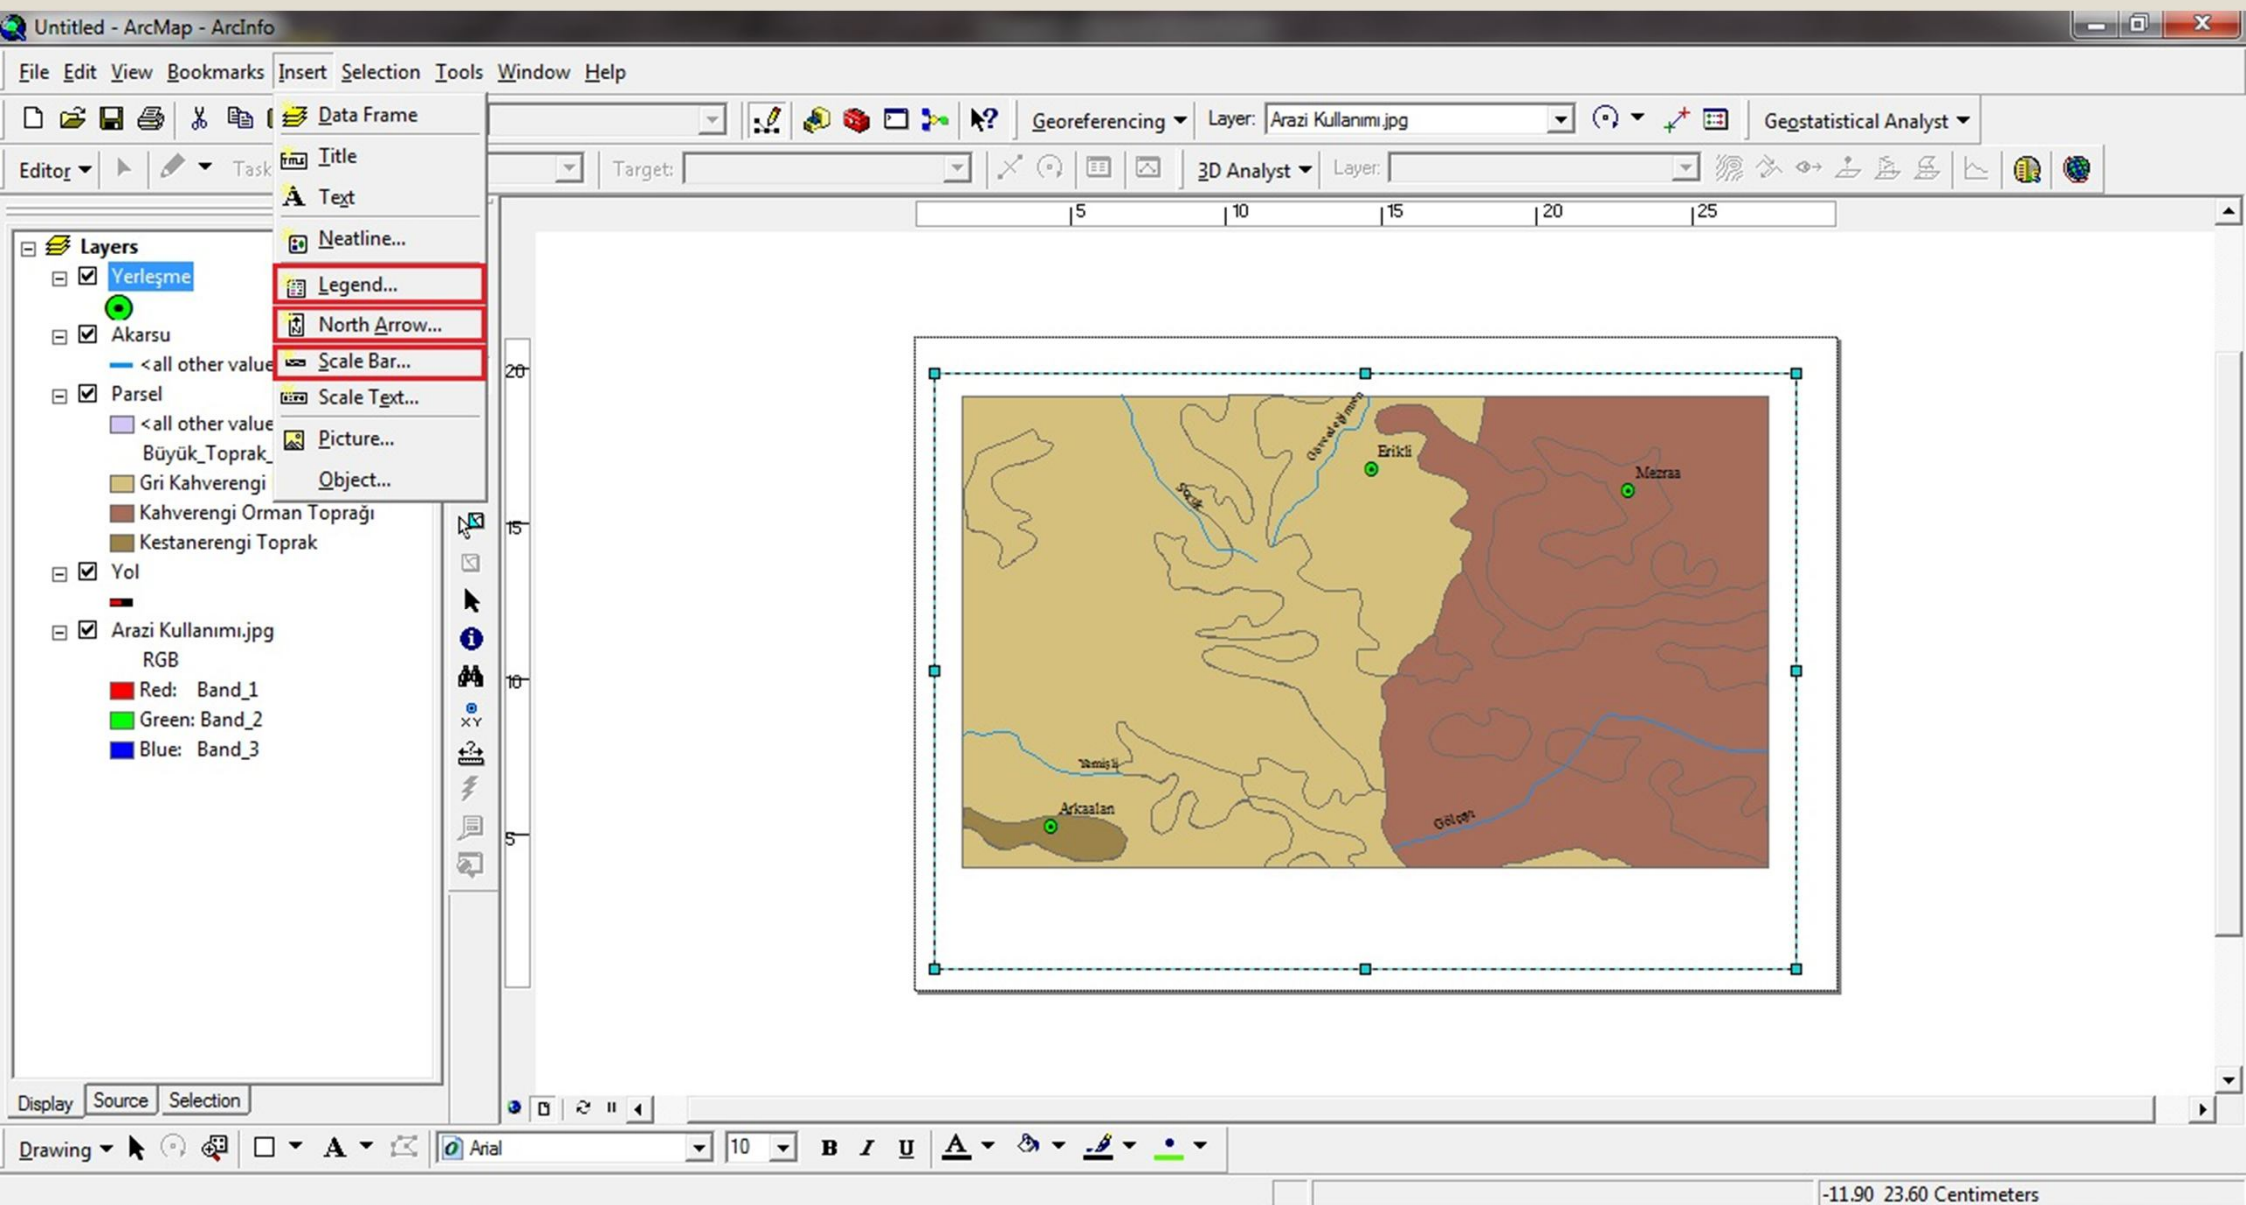 Untitled - ArcMap - ArcInfo
File Edit View Bookmarks Insert Selection Tools Window Help
Data Frame
Title
Text
Neatline...
Legend...
North Arrow...
Scale Bar...
Scale Text...
Picture...
Object...
Georeferencing Layer: Arazi Kullanımı.jpg Geostatistical Analyst
Editor Task Target: 3D Analyst Layer:
5 10 15 20 25
Layers
Yerleşme
Akarsu
<all other value
Parsel
<all other value
Büyük_Toprak_
Gri Kahverengi
Kahverengi Orman Toprağı
Kestanerengi Toprak
Yol
Arazi Kullanımı.jpg
RGB
Red: Band_1
Green: Band_2
Blue: Band_3
XY
20
15
10
5
Erikli
Mezraa
Yemişli
Arkaalan
Display Source Selection
Drawing A Arial 10 B I U A
-11.90 23.60 Centimeters